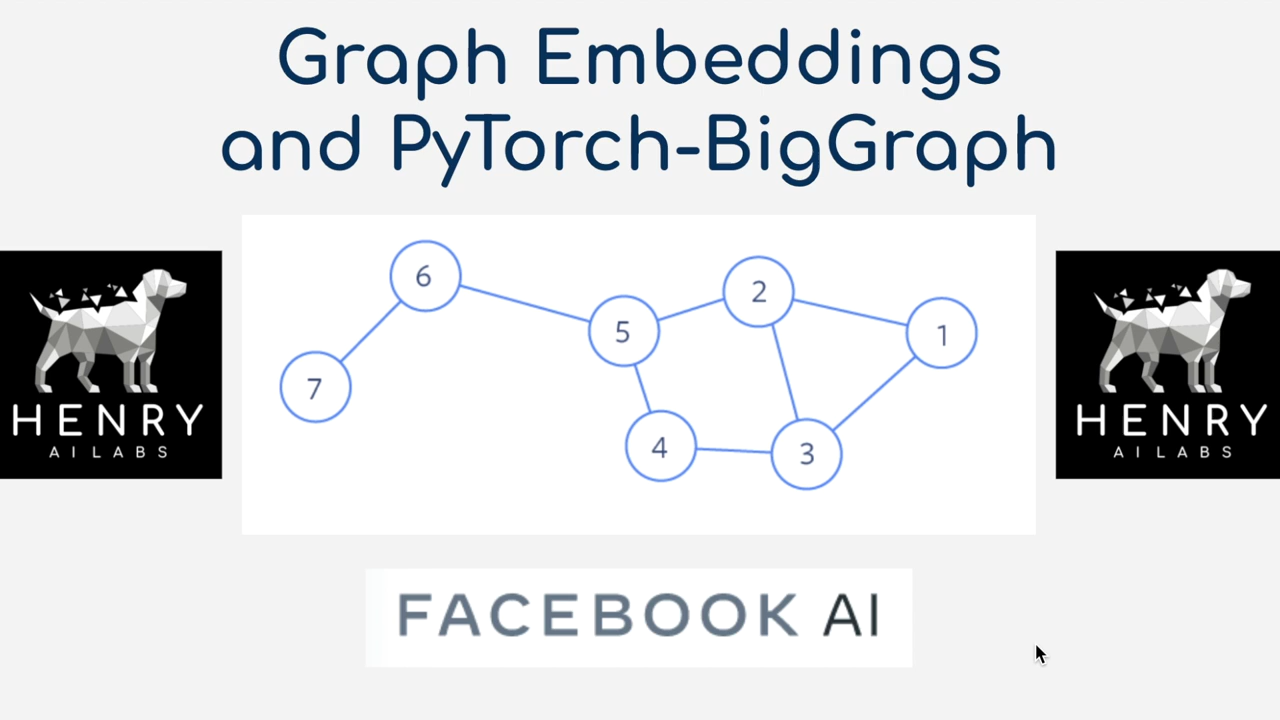 Graph Embeddings
and PyTorch-BigGraph
6
2
5
1
7
4
3
HENRY
AI LABS
HENRY
AI LABS
FACEBOOK AI